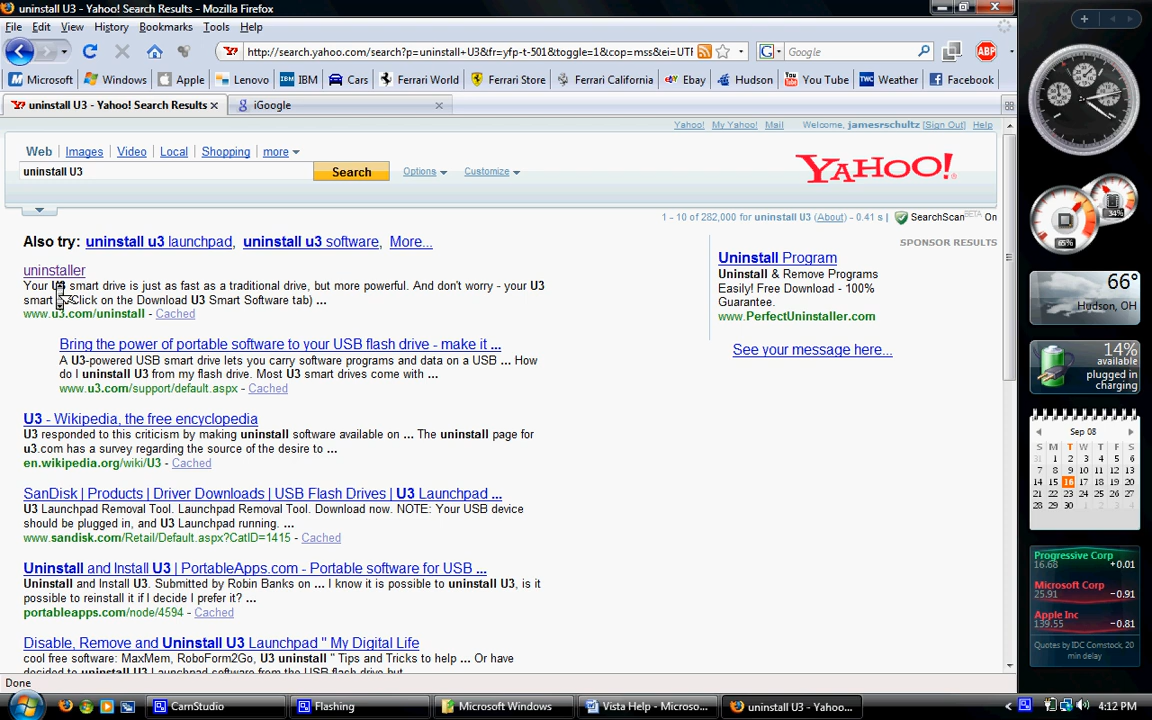 uninstall U3 - Yahoo! Search Results - Mozilla Firefox
File Edit View History Bookmarks Tools Help
http://search.yahoo.com/search?p=uninstall+U3&fr=yfp-t-501&toggle=1&cop=mss&ei=UTF
Google
ABP
Microsoft Windows Apple Lenovo IBM IBM Cars Ferrari World Ferrari Store Ferrari California Ebay Hudson You Tube TWC Weather Facebook
uninstall U3 - Yahoo! Search Results
iGoogle
Yahoo! My Yahoo! Mail Welcome, jamesrschultz [Sign Out] Help
Web Images Video Local Shopping more
uninstall U3
Search
Options
Customize
YAHOO!
1 - 10 of 282,000 for uninstall U3 (About) - 0.41 s | SearchScan BETA On
Also try: uninstall u3 launchpad, uninstall u3 software, More...
uninstaller
Your U3 smart drive is just as fast as a traditional drive, but more powerful. And don't worry - your U3
smart Click on the Download U3 Smart Software tab) ...
www.u3.com/uninstall - Cached
Bring the power of portable software to your USB flash drive - make it ...
A U3-powered USB smart drive lets you carry software programs and data on a USB ... How
do I uninstall U3 from my flash drive. Most U3 smart drives come with ...
www.u3.com/support/default.aspx - Cached
U3 - Wikipedia, the free encyclopedia
U3 responded to this criticism by making uninstall software available on ... The uninstall page for
u3.com has a survey regarding the source of the desire to ...
en.wikipedia.org/wiki/U3 - Cached
SanDisk | Products | Driver Downloads | USB Flash Drives | U3 Launchpad ...
U3 Launchpad Removal Tool. Launchpad Removal Tool. Download now. NOTE: Your USB device
should be plugged in, and U3 Launchpad running. ...
www.sandisk.com/Retail/Default.aspx?CatID=1415 - Cached
Uninstall and Install U3 | PortableApps.com - Portable software for USB ...
Uninstall and Install U3. Submitted by Robin Banks on ... I know it is possible to uninstall U3, is it
possible to reinstall it if I decide I prefer it? ...
portableapps.com/node/4594 - Cached
Disable, Remove and Uninstall U3 Launchpad " My Digital Life
cool free software: MaxMem, RoboForm2Go, U3 uninstall " Tips and Tricks to help ... Or have
decided to uninstall U3 Launchpad software from the USB flash drive but
SPONSOR RESULTS
Uninstall Program
Uninstall & Remove Programs
Easily! Free Download - 100%
Guarantee.
www.PerfectUninstaller.com
See your message here...
34%
65%
66°
Hudson, OH
14%
available
plugged in
charging
Sep 08
S M T W T F S
31 1 2 3 4 5 6
7 8 9 10 11 12 13
14 15 16 17 18 19 20
21 22 23 24 25 26 27
28 29 30
Progressive Corp
16.68 +0.01
Microsoft Corp
25.91 -0.91
Apple Inc
139.55 -0.81
Quotes by IDC Comstock, 20
min delay
Done
CamStudio
Flashing
Microsoft Windows
Vista Help - Microso...
uninstall U3 - Yahoo...
4:12 PM